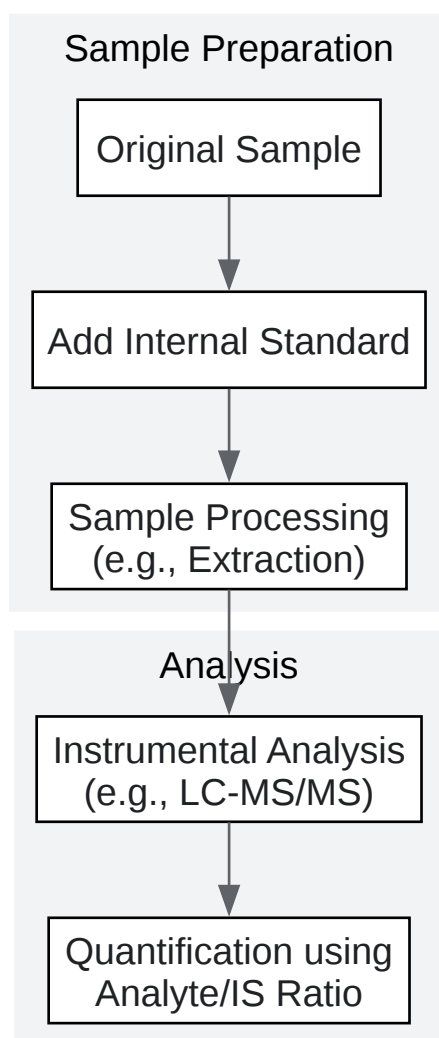 Sample Preparation
Original Sample
Add Internal Standard
Sample Processing
(e.g., Extraction)
Analysis
Instrumental Analysis
(e.g., LC-MS/MS)
Quantification using
Analyte/IS Ratio